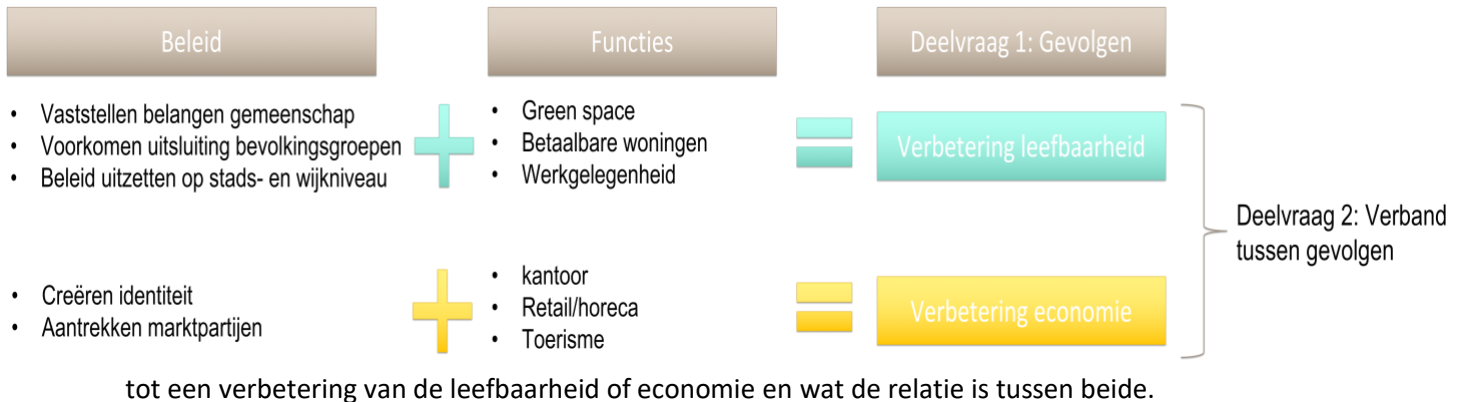 Beleid
Functies
Deelvraag 1: Gevolgen
• Vaststellen belangen gemeenschap
• Voorkomen uitsluiting bevolkingsgroepen
• Beleid uitzetten op stads- en wijkniveau
• Green space
• Betaalbare woningen
• Werkgelegenheid
Verbetering leefbaarheid
Deelvraag 2: Verband
tussen gevolgen
• Creëren identiteit
• Aantrekken marktpartijen
• kantoor
• Retail/horeca
• Toerisme
Verbetering economie
tot een verbetering van de leefbaarheid of economie en wat de relatie is tussen beide.